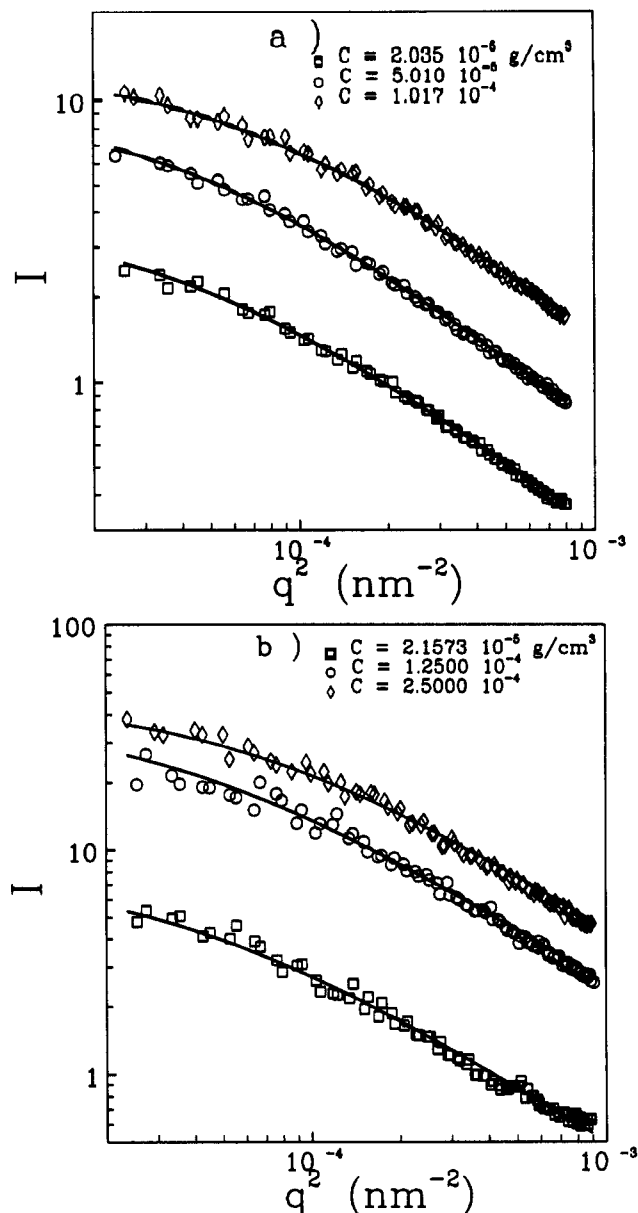 a )
C = 2.035 10⁻⁵ g/cm³
C = 5.010 10⁻⁵
C = 1.017 10⁻⁴
10
1
I
10⁻⁴
10⁻³
q² (nm⁻²)
100
b )
C = 2.1573 10⁻⁵ g/cm³
C = 1.2500 10⁻⁴
C = 2.5000 10⁻⁴
10
1
I
10⁻⁴
10⁻³
q² (nm⁻²)